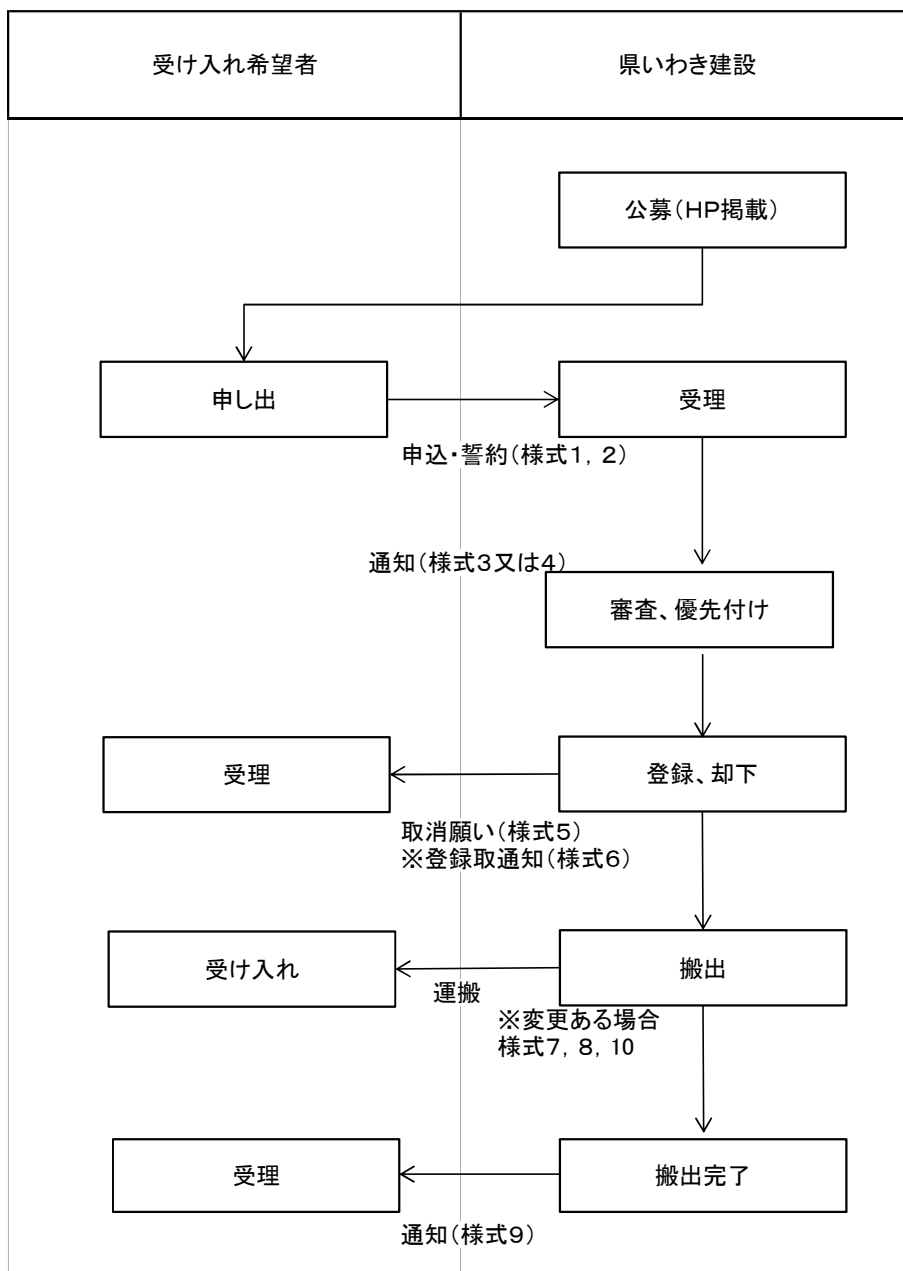 受け入れ希望者
県いわき建設
公募（HP掲載）
申し出
受理
申込・誓約（様式1，2）
通知（様式3又は4）
審査、優先付け
受理
登録、却下
取消願い（様式5）
※登録取通知（様式6）
受け入れ
搬出
運搬
※変更ある場合
様式7，8，10
受理
搬出完了
通知（様式9）